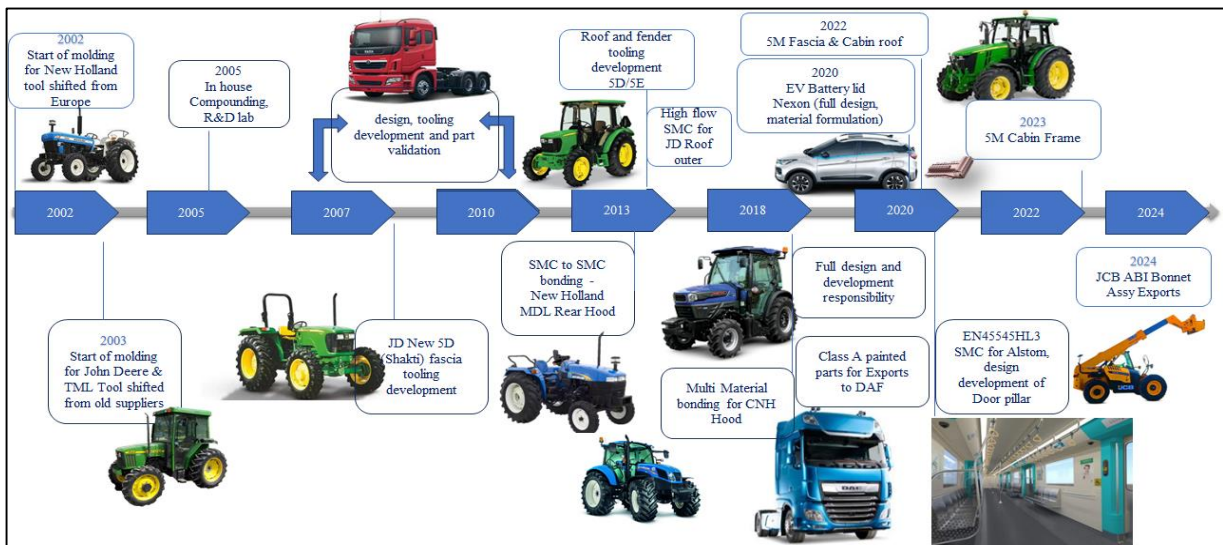 2002
Start of molding
for New Holland
tool shifted from
Europe
2005
In house
Compounding,
R&D lab
design, tooling
development and part
validation
Roof and fender
tooling
development
5D/5E
High flow
SMC for
JD Roof
outer
2022
5M Fascia & Cabin roof
2020
EV Battery lid
Nexon (full design,
material formulation)
2023
5M Cabin Frame
2002
2005
2007
2010
2013
2018
2020
2022
2024
2003
Start of molding
for John Deere &
TML Tool shifted
from old suppliers
JD New 5D
(Shakti) fascia
tooling
development
SMC to SMC
bonding -
New Holland
MDL Rear Hood
Multi Material
bonding for CNH
Hood
Full design and
development
responsibility
Class A painted
parts for Exports
to DAF
DAF
EN45545HL3
SMC for Alstom,
design
development of
Door pillar
2024
JCB ABI Bonnet
Assy Exports
JCB